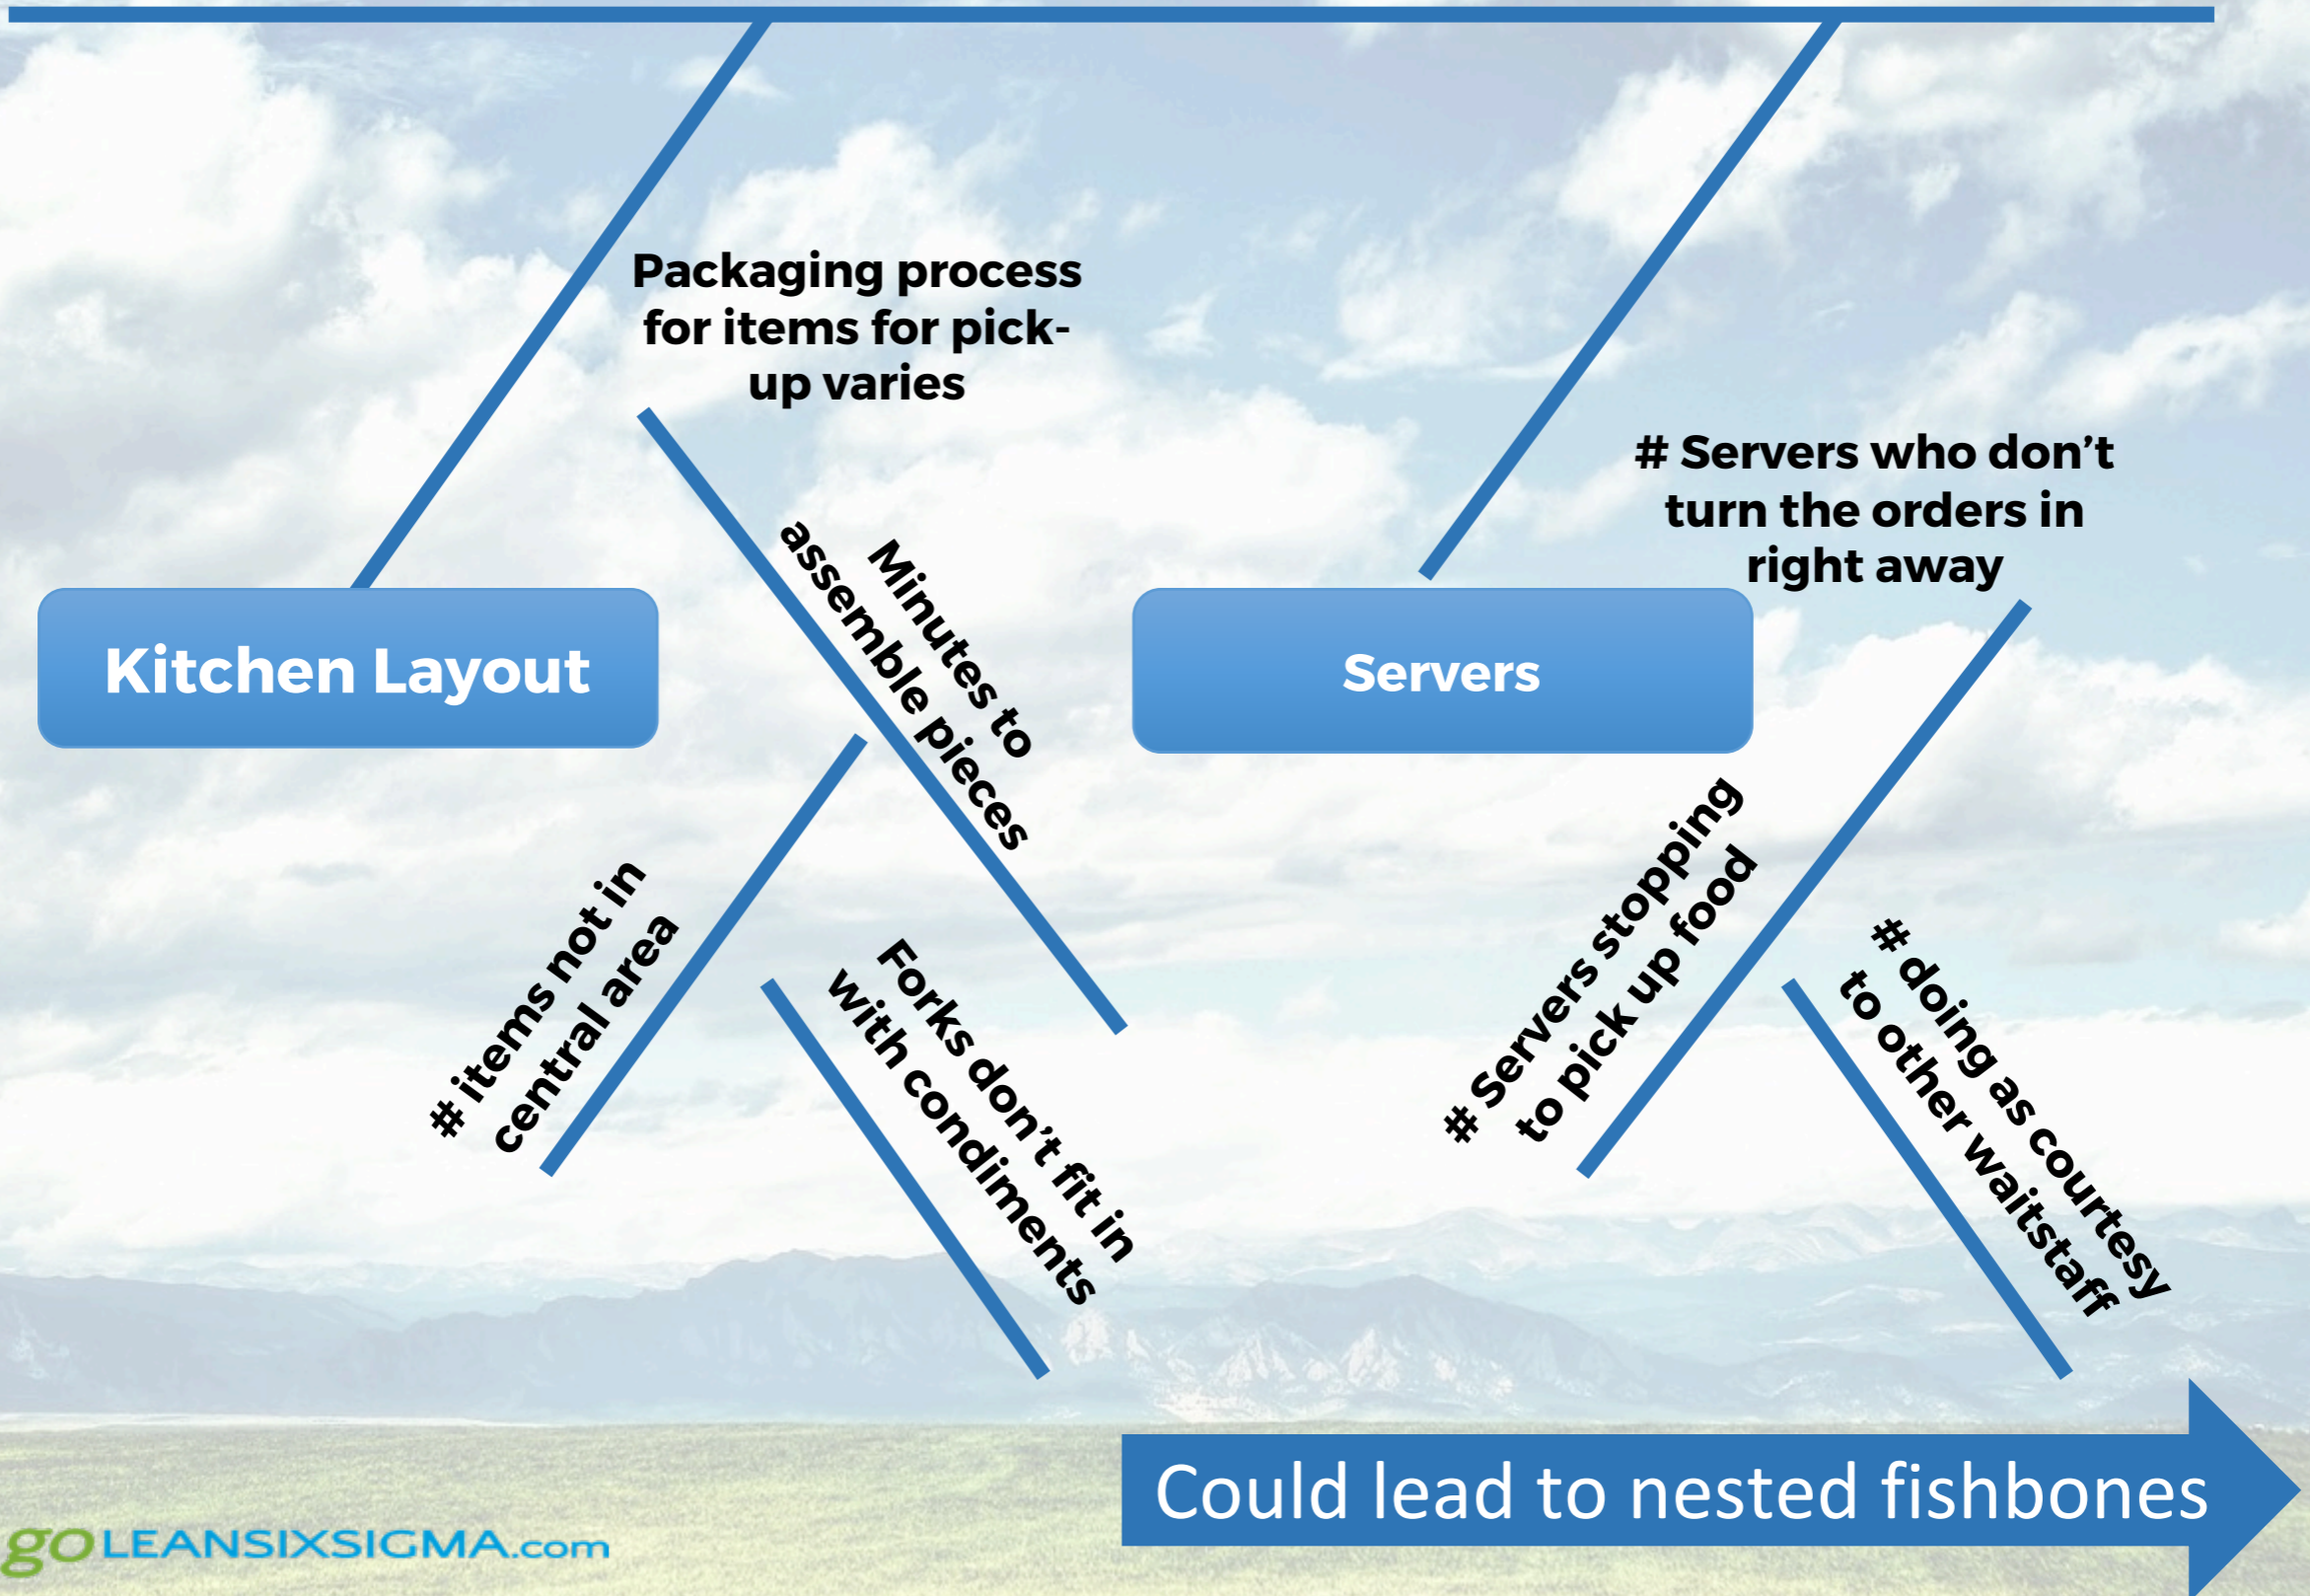 Packaging process
for items for pick-
up varies
# Servers who don’t
turn the orders in
right away
Kitchen Layout
Minutes to
assemble pieces
Servers
# items not in
central area
Forks don’t fit in
with condiments
# Servers stopping
to pick up food
# doing as courtesy
to other waitstaff
Could lead to nested fishbones
goLEANSIXSIGMA.com